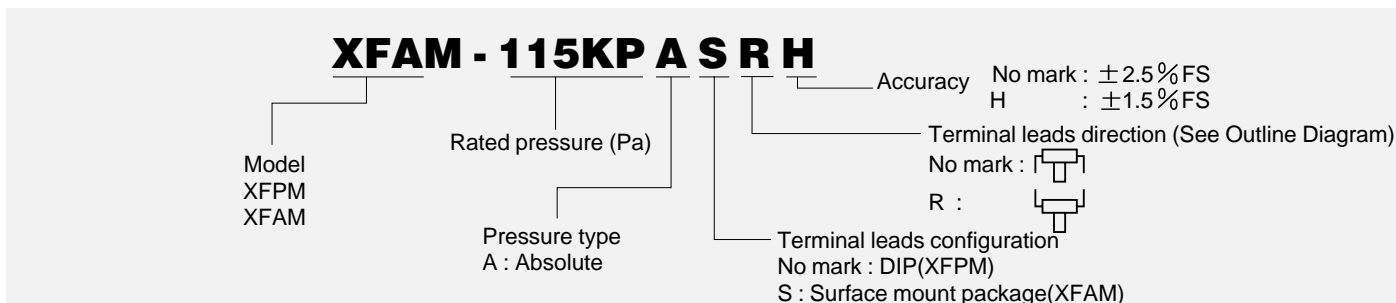 XFAM - 115KP A S R H
Accuracy
No mark : ±2.5%FS
H : ±1.5%FS
Rated pressure (Pa)
Terminal leads direction (See Outline Diagram)
No mark :
R :
Model
XFPM
XFAM
Pressure type
A : Absolute
Terminal leads configuration
No mark : DIP(XFPM)
S : Surface mount package(XFAM)